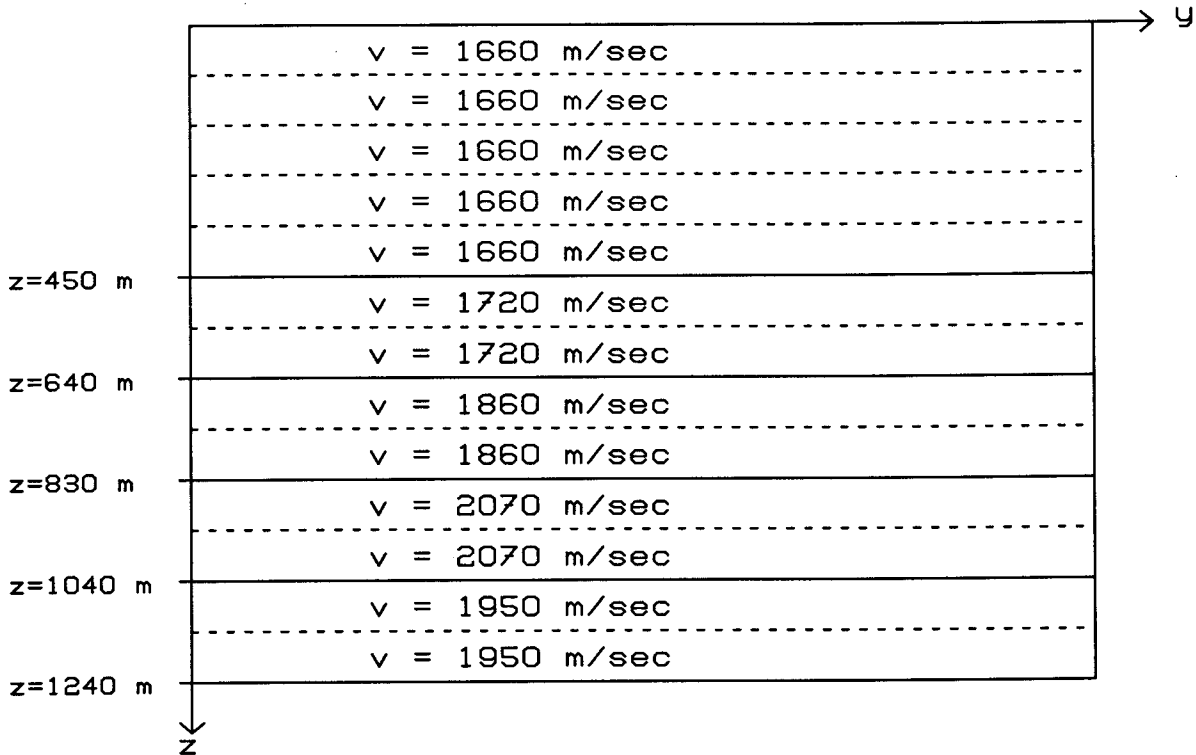 y
v = 1660 m/sec
v = 1660 m/sec
v = 1660 m/sec
v = 1660 m/sec
v = 1660 m/sec
z=450 m
v = 1720 m/sec
v = 1720 m/sec
z=640 m
v = 1860 m/sec
v = 1860 m/sec
z=830 m
v = 2070 m/sec
v = 2070 m/sec
z=1040 m
v = 1950 m/sec
v = 1950 m/sec
z=1240 m
z